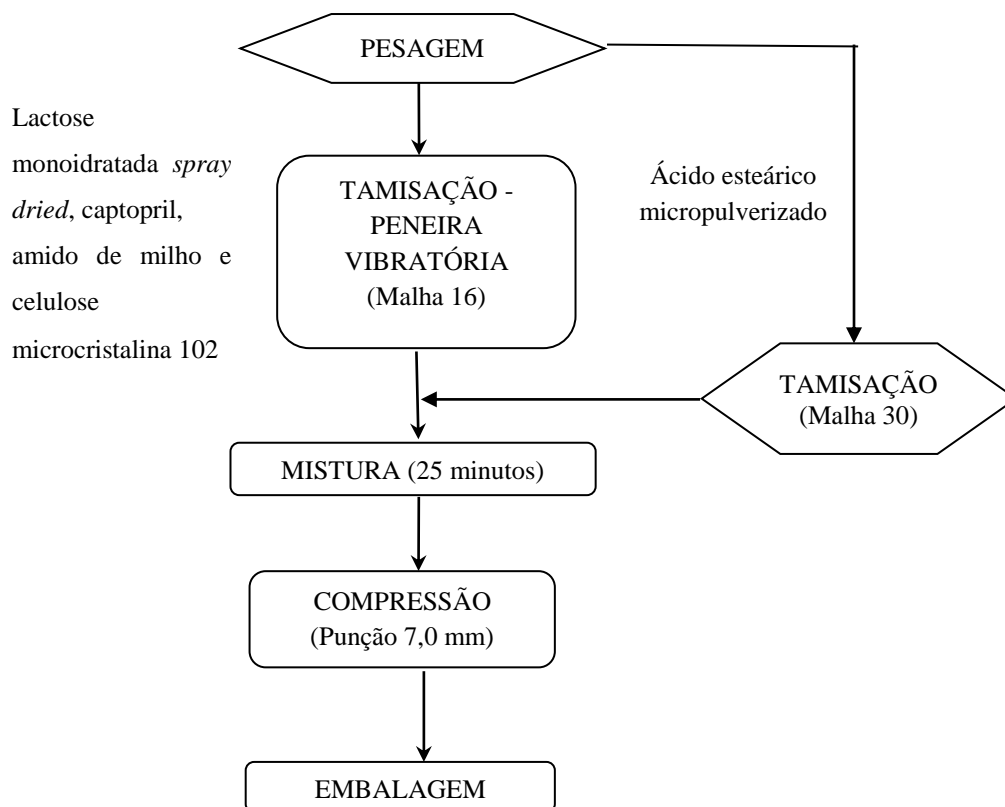 PESAGEM
Lactose
monoidratada spray
dried, captopril,
amido de milho e
celulose
microcristalina 102
TAMISAÇÃO -
PENEIRA
VIBRATÓRIA
(Malha 16)
Ácido esteárico
micropulverizado
TAMISAÇÃO
(Malha 30)
MISTURA (25 minutos)
COMPRESSÃO
(Punção 7,0 mm)
EMBALAGEM